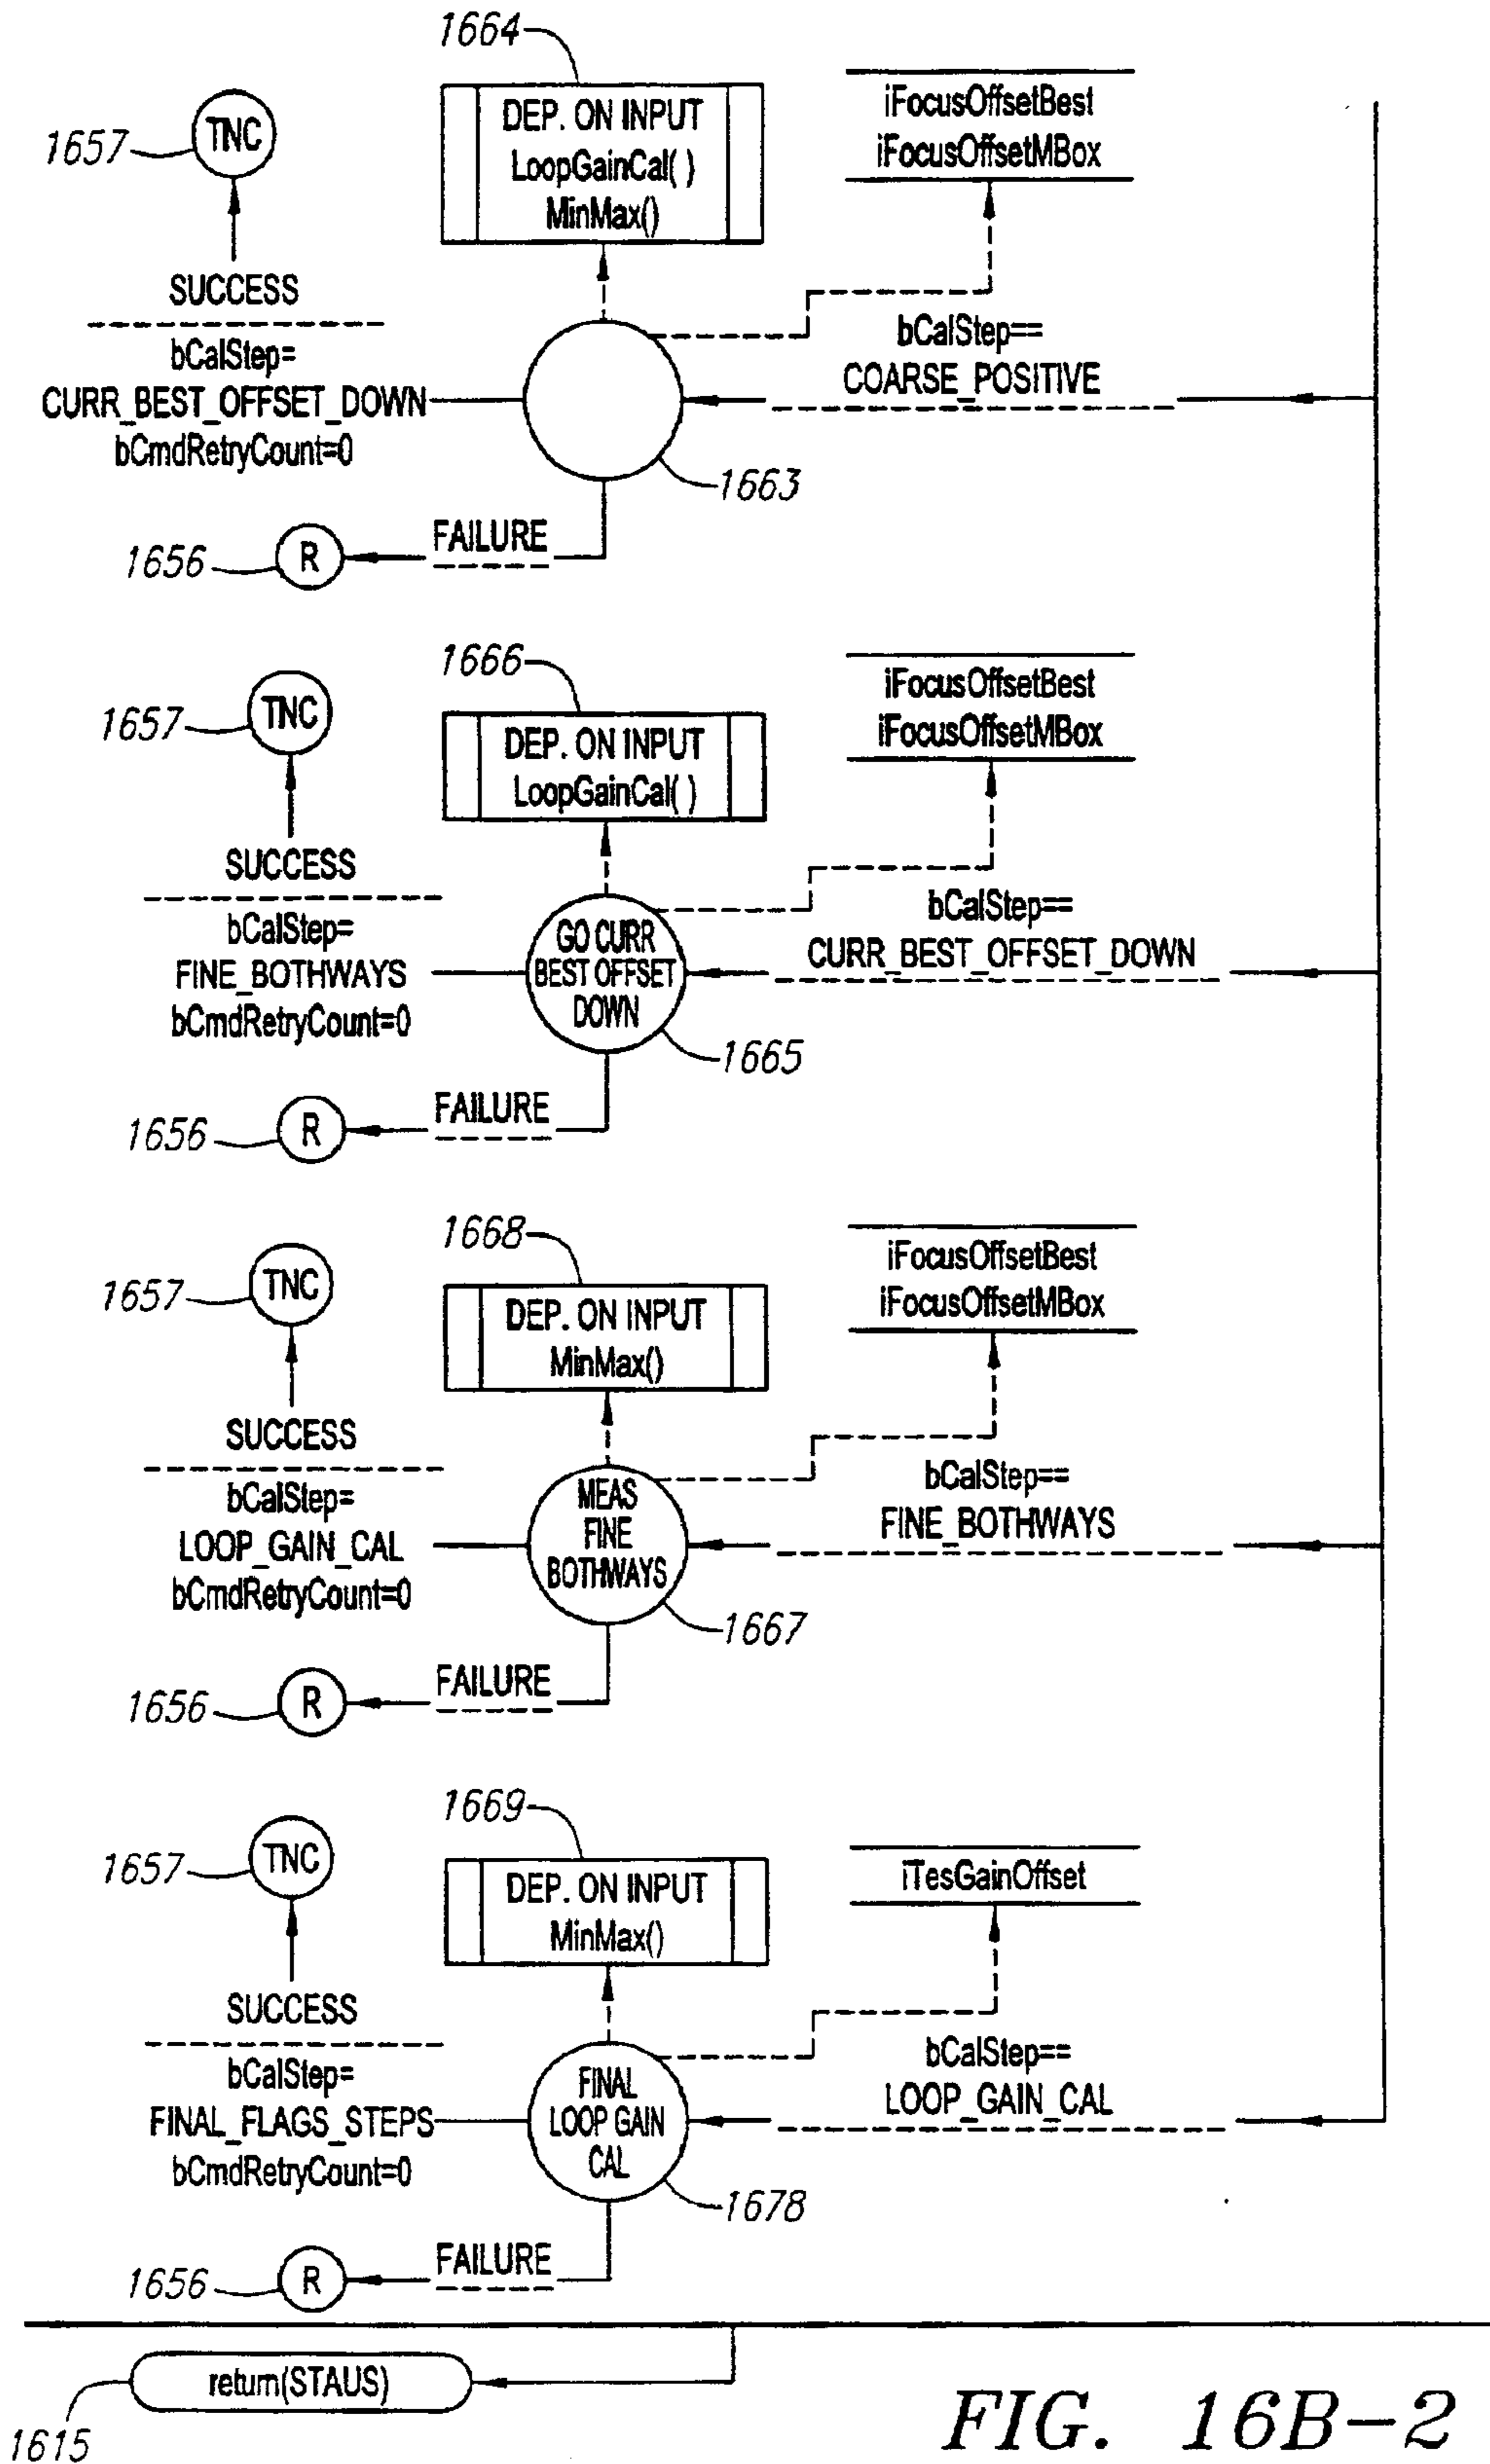 1664
DEP. ON INPUT
LoopGainCal( )
MinMax()
iFocusOffsetBest
iFocusOffsetMBox
1657
TNC
SUCCESS
bCalStep=
CURR_BEST_OFFSET_DOWN
bCmdRetryCount=0
bCalStep==
COARSE_POSITIVE
1663
FAILURE
1656
R
1666
DEP. ON INPUT
LoopGainCal( )
iFocusOffsetBest
iFocusOffsetMBox
1657
TNC
SUCCESS
bCalStep=
FINE_BOTHWAYS
bCmdRetryCount=0
GO CURR
BEST OFFSET
DOWN
bCalStep==
CURR_BEST_OFFSET_DOWN
1665
FAILURE
1656
R
1668
DEP. ON INPUT
MinMax()
iFocusOffsetBest
iFocusOffsetMBox
1657
TNC
SUCCESS
bCalStep=
LOOP_GAIN_CAL
bCmdRetryCount=0
MEAS
FINE
BOTHWAYS
bCalStep==
FINE_BOTHWAYS
1667
FAILURE
1656
R
1669
DEP. ON INPUT
MinMax()
iTesGainOffset
1657
TNC
SUCCESS
bCalStep=
FINAL_FLAGS_STEPS
bCmdRetryCount=0
FINAL
LOOP GAIN
CAL
bCalStep==
LOOP_GAIN_CAL
1678
FAILURE
1656
R
return(STAUS)
1615
FIG. 16B-2